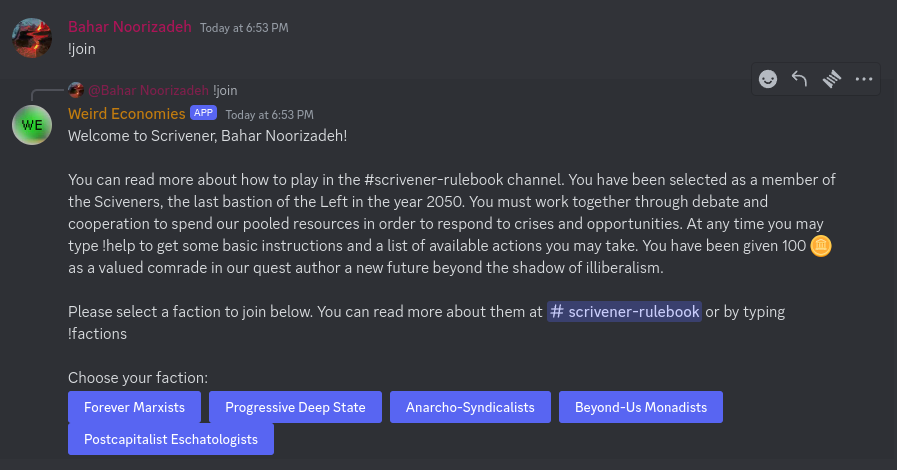 Bahar Noorizadeh Today at 6:53 PM
!join
@Bahar Noorizadeh !join
WE
Weird Economies APP Today at 6:53 PM
Welcome to Scrivener, Bahar Noorizadeh!
You can read more about how to play in the #scrivener-rulebook channel. You have been selected as a member of
the Sciveners, the last bastion of the Left in the year 2050. You must work together through debate and
cooperation to spend our pooled resources in order to respond to crises and opportunities. At any time you may
type !help to get some basic instructions and a list of available actions you may take. You have been given 100
as a valued comrade in our quest author a new future beyond the shadow of illiberalism.
Please select a faction to join below. You can read more about them at # scrivener-rulebook or by typing
!factions
Choose your faction:
Forever Marxists Progressive Deep State Anarcho-Syndicalists Beyond-Us Monadists
Postcapitalist Eschatologists